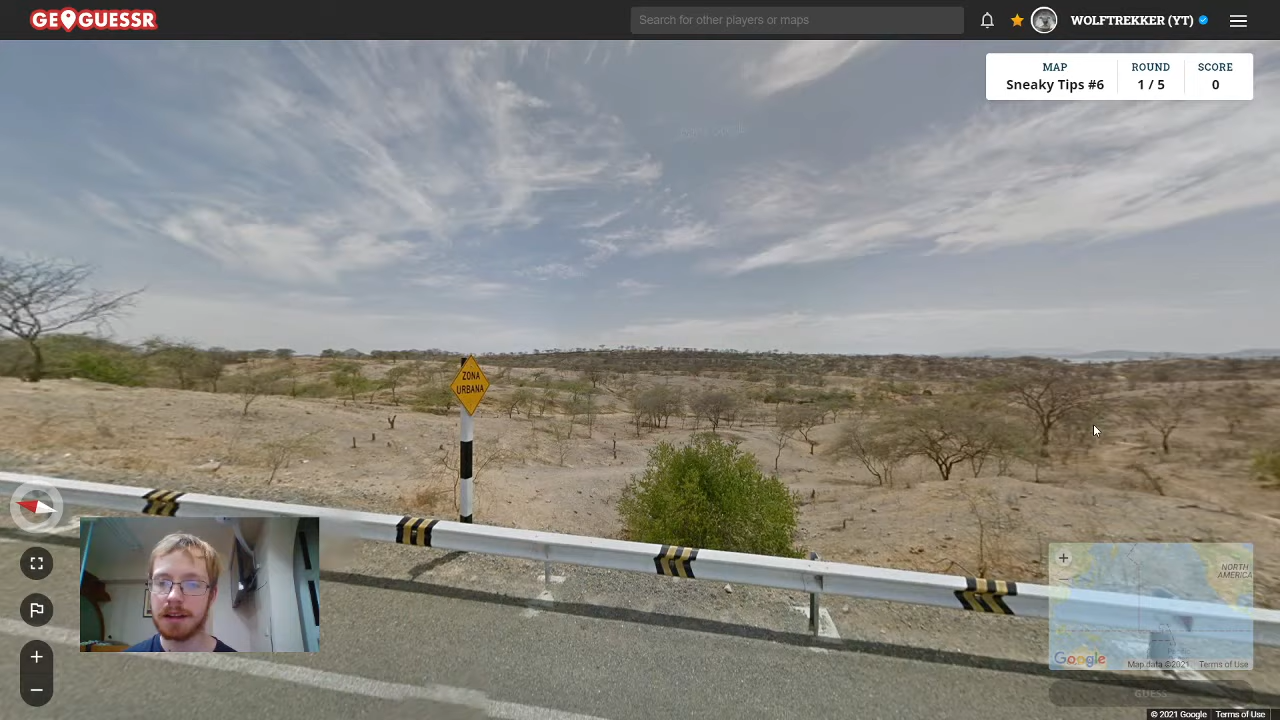 GEOGUESSR
Search for other players or maps
WOLFTREKKER (YT)
MAP
Sneaky Tips #6
ROUND
1 / 5
SCORE
0
ZONA
URBANA
NORTH
AMERICA
Google
Map data ©2021
Terms of Use
GUESS
© 2021 Google
Terms of Use